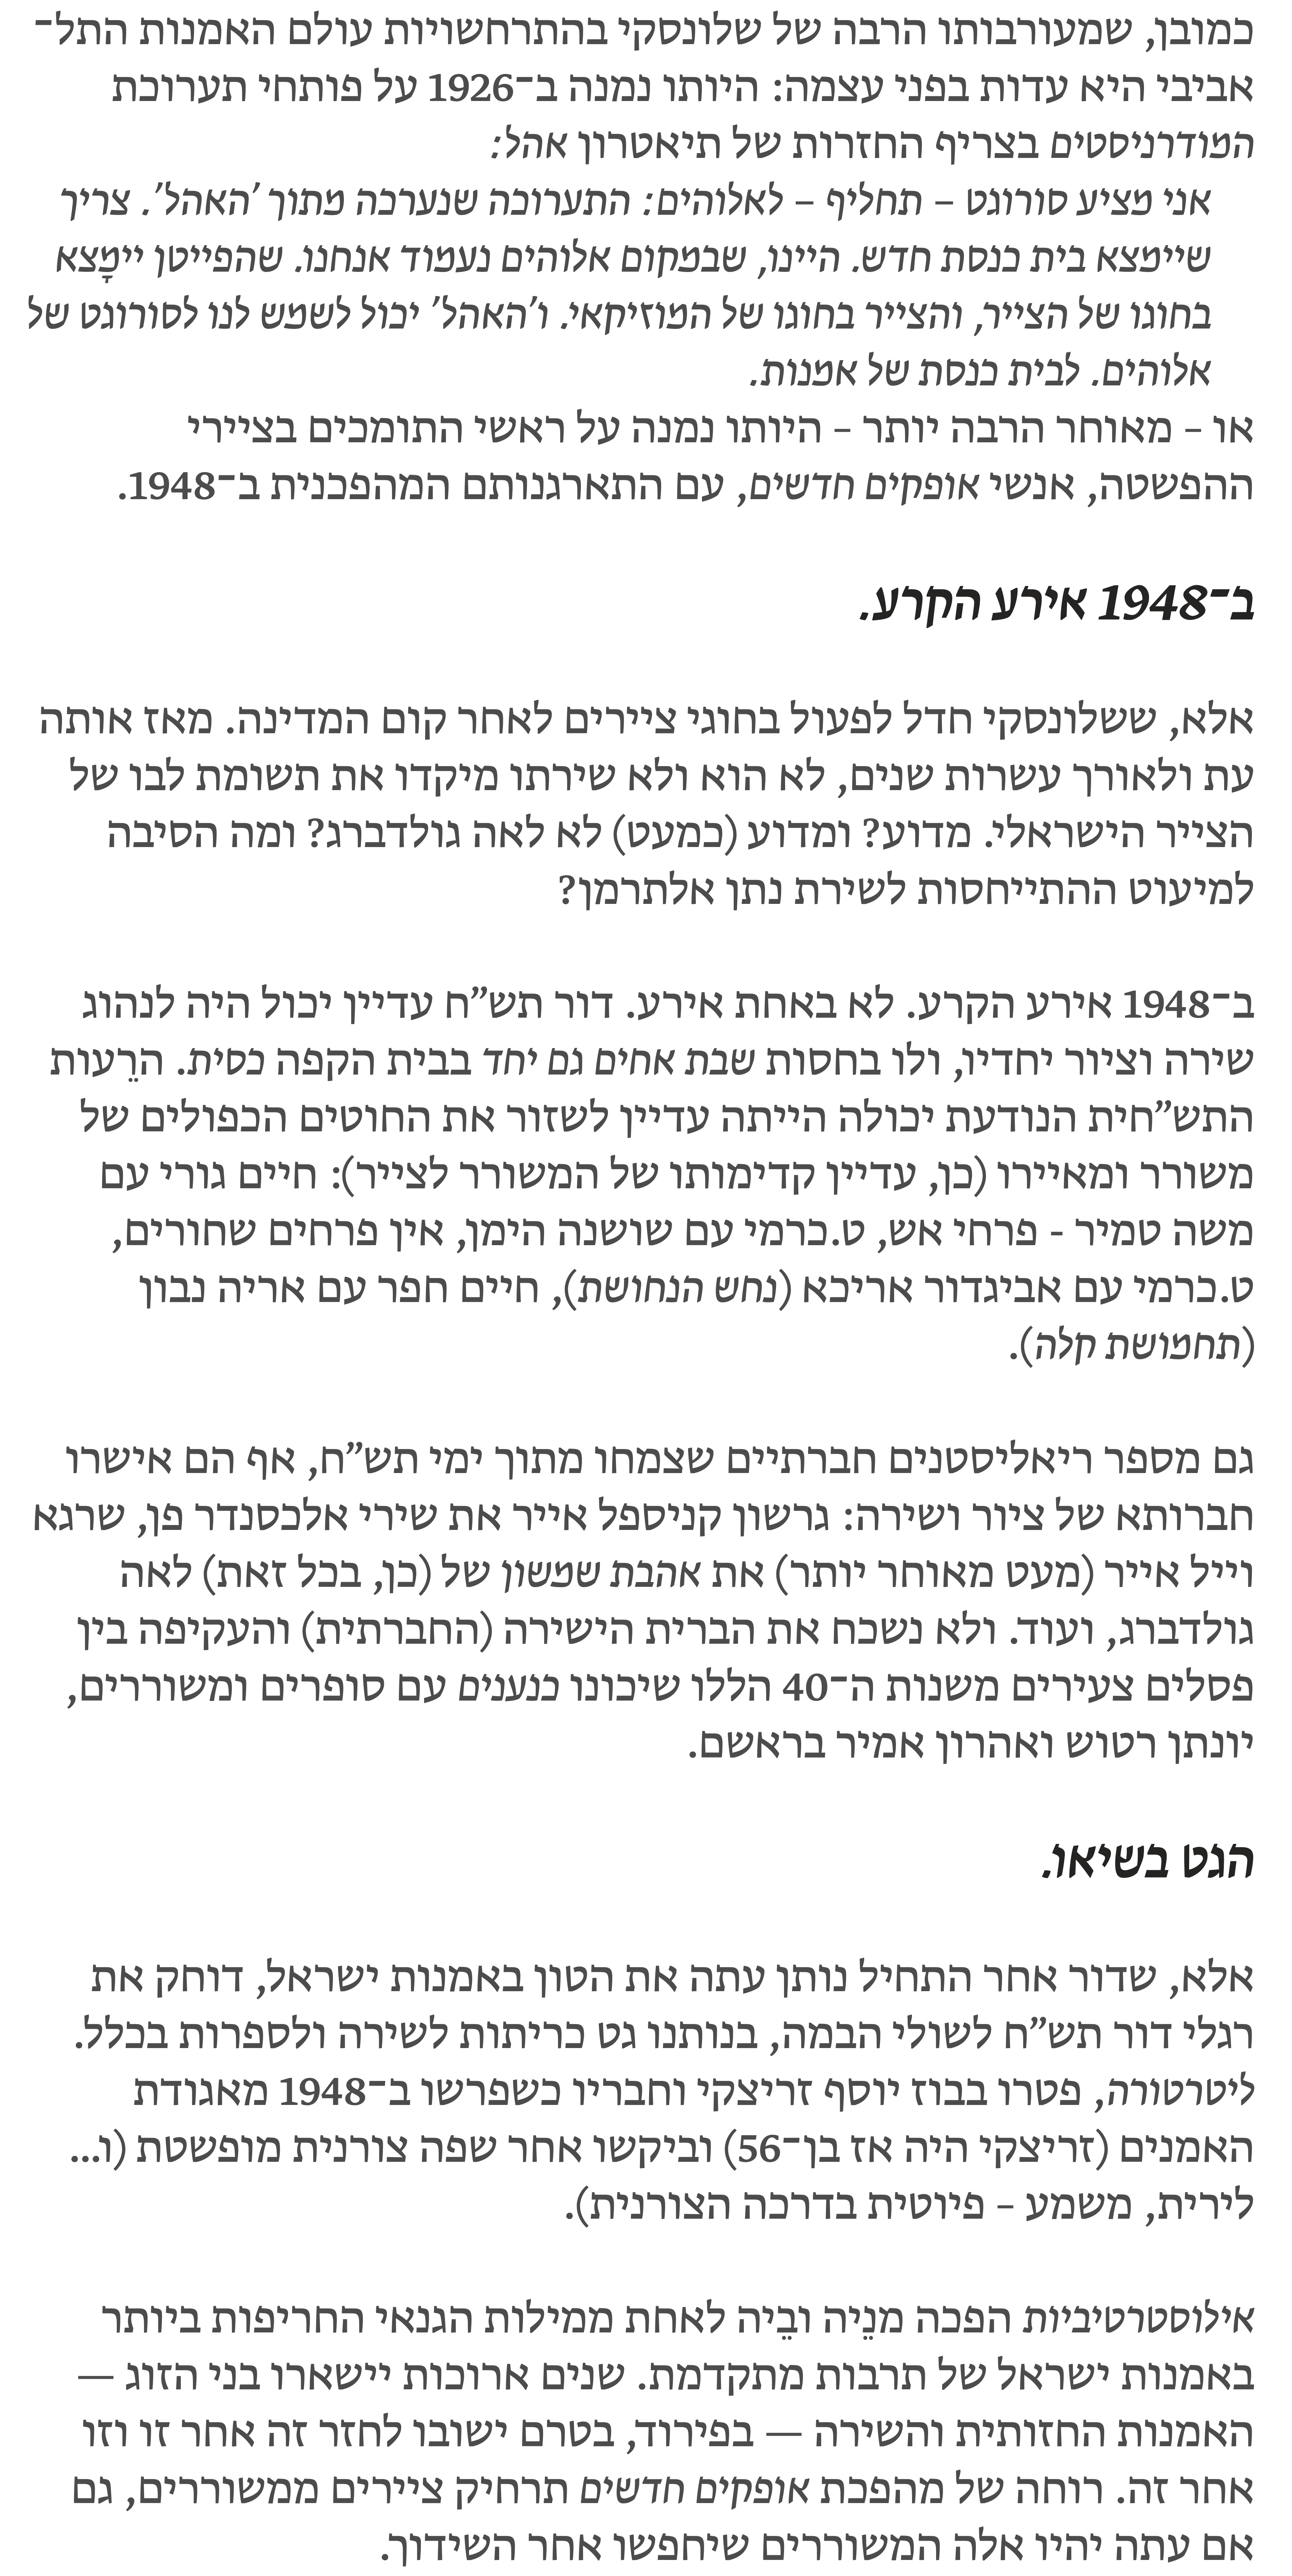 כמובן, שמעורבותו הרבה של שלונסקי בהתרחשויות עולם האמנות התל־
אביבי היא עדות בפני עצמה: היותו נמנה ב־1926 על פותחי תערוכת
המודרניסטים בצריף החזרות של תיאטרון אהל:
אני מציע סורוגט – תחליף – לאלוהים: התערוכה שנערכה מתוך ’האהל’. צריך
שיימצא בית כנסת חדש. היינו, שבמקום אלוהים נעמוד אנחנו. שהפייטן יימָצא
בחוגו של הצייר, והצייר בחוגו של המוזיקאי. ו’האהל’ יכול לשמש לנו לסורוגט של
אלוהים. לבית כנסת של אמנות.
או – מאוחר הרבה יותר – היותו נמנה על ראשי התומכים בציירי
ההפשטה, אנשי אופקים חדשים, עם התארגנותם המהפכנית ב־1948.
ב־1948 אירע הקרע.
אלא, ששלונסקי חדל לפעול בחוגי ציירים לאחר קום המדינה. מאז אותה
עת ולאורך עשרות שנים, לא הוא ולא שירתו מיקדו את תשומת לבו של
הצייר הישראלי. מדוע? ומדוע (כמעט) לא לאה גולדברג? ומה הסיבה
למיעוט ההתייחסות לשירת נתן אלתרמן?
ב־1948 אירע הקרע. לא באחת אירע. דור תש”ח עדיין יכול היה לנהוג
שירה וציור יחדיו, ולו בחסות שבת אחים גם יחד בבית הקפה כסית. הרֵעות
התש”חית הנודעת יכולה הייתה עדיין לשזור את החוטים הכפולים של
משורר ומאיירו (כן, עדיין קדימותו של המשורר לצייר): חיים גורי עם
משה טמיר - פרחי אש, ט.כרמי עם שושנה הימן, אין פרחים שחורים,
ט.כרמי עם אביגדור אריכא (נחש הנחושת), חיים חפר עם אריה נבון
(תחמושת קלה).
גם מספר ריאליסטנים חברתיים שצמחו מתוך ימי תש”ח, אף הם אישרו
חברותא של ציור ושירה: גרשון קניספל אייר את שירי אלכסנדר פן, שרגא
וייל אייר (מעט מאוחר יותר) את אהבת שמשון של (כן, בכל זאת) לאה
גולדברג, ועוד. ולא נשכח את הברית הישירה (החברתית) והעקיפה בין
פסלים צעירים משנות ה־40 הללו שיכונו כנענים עם סופרים ומשוררים,
יונתן רטוש ואהרון אמיר בראשם.
הגט בשיאו.
אלא, שדור אחר התחיל נותן עתה את הטון באמנות ישראל, דוחק את
רגלי דור תש”ח לשולי הבמה, בנותנו גט כריתות לשירה ולספרות בכלל.
ליטרטורה, פטרו בבוז יוסף זריצקי וחבריו כשפרשו ב־1948 מאגודת
האמנים (זריצקי היה אז בן־56) וביקשו אחר שפה צורנית מופשטת (ו...
לירית, משמע – פיוטית בדרכה הצורנית).
אילוסטרטיביות הפכה מנֵיה ובֵיה לאחת ממילות הגנאי החריפות ביותר
באמנות ישראל של תרבות מתקדמת. שנים ארוכות יישארו בני הזוג —
האמנות החזותית והשירה — בפירוד, בטרם ישובו לחזר זה אחר זו וזו
אחר זה. רוחה של מהפכת אופקים חדשים תרחיק ציירים ממשוררים, גם
אם עתה יהיו אלה המשוררים שיחפשו אחר השידוך.